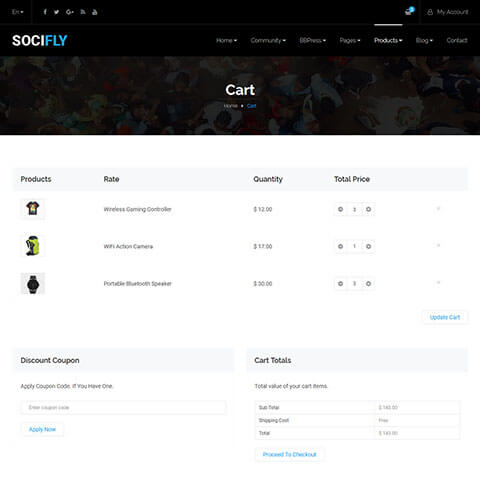 En
My Account
SOCIFLY
Home Community BBPress Pages Products Blog Contact
Cart
Home Cart
Products Rate Quantity Total Price
Wireless Gaming Controller $ 12.00 3
WiFi Action Camera $ 17.00 1
Portable Bluetooth Speaker $ 30.00 3
Update Cart
Discount Coupon
Apply Coupon Code. If You Have One.
Enter coupon code
Apply Now
Cart Totals
Total value of your cart items.
Sub Total $ 143.00
Shipping Cost Free
Total $ 143.00
Proceed To Checkout